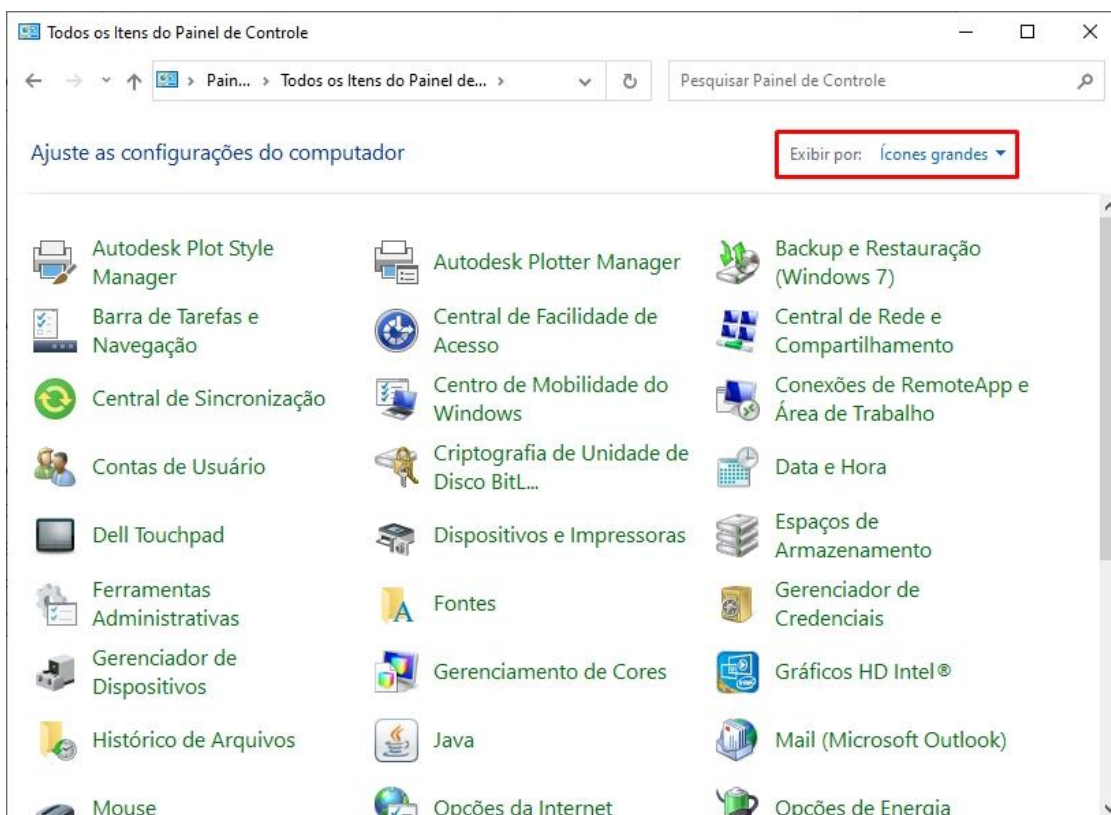 Todos os Itens do Painel de Controle
Pain... > Todos os Itens do Painel de... >
Pesquisar Painel de Controle
Ajuste as configurações do computador
Exibir por: Ícones grandes
Autodesk Plot Style
Manager
Autodesk Plotter Manager
Backup e Restauração
(Windows 7)
Barra de Tarefas e
Navegação
Central de Facilidade de
Acesso
Central de Rede e
Compartilhamento
Central de Sincronização
Centro de Mobilidade do
Windows
Conexões de RemoteApp e
Área de Trabalho
Contas de Usuário
Criptografia de Unidade de
Disco BitL...
Data e Hora
Dell Touchpad
Dispositivos e Impressoras
Espaços de
Armazenamento
Ferramentas
Administrativas
Fontes
Gerenciador de
Credenciais
Gerenciador de
Dispositivos
Gerenciamento de Cores
Gráficos HD Intel®
Histórico de Arquivos
Java
Mail (Microsoft Outlook)
Mouse
Opções da Internet
Opções de Energia